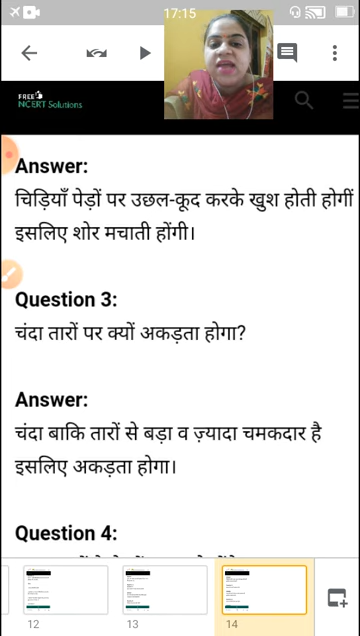 17:15
FREE
NCERT Solutions
Answer:
चिड़ियाँ पेड़ों पर उछल-कूद करके खुश होती होगीं
इसलिए शोर मचाती होंगी।
Question 3:
चंदा तारों पर क्यों अकड़ता होगा?
Answer:
चंदा बाकि तारों से बड़ा व ज़्यादा चमकदार है
इसलिए अकड़ता होगा।
Question 4:
12
13
14